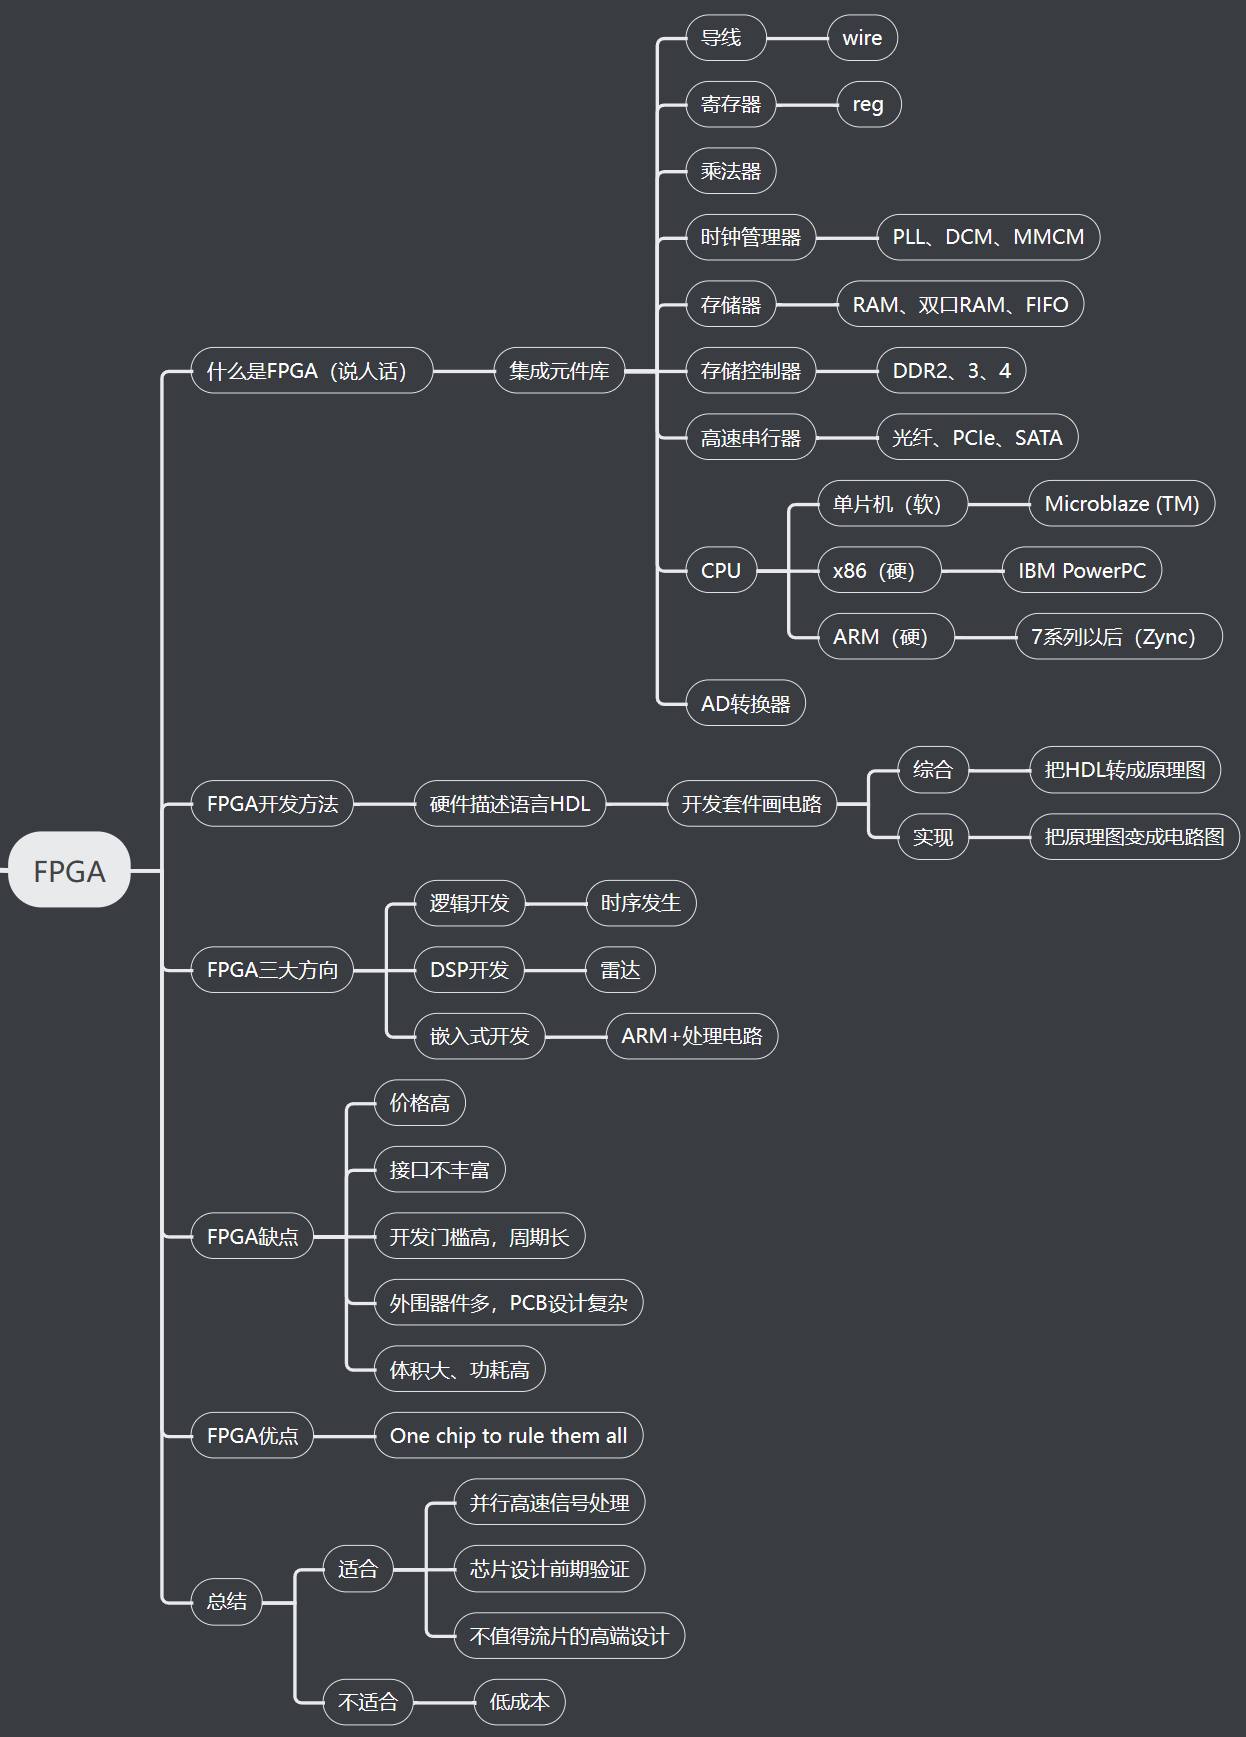 FPGA
什么是FPGA（说人话）
集成元件库
导线
wire
寄存器
reg
乘法器
时钟管理器
PLL、DCM、MMCM
存储器
RAM、双口RAM、FIFO
存储控制器
DDR2、3、4
高速串行器
光纤、PCIe、SATA
CPU
单片机（软）
Microblaze (TM)
x86（硬）
IBM PowerPC
ARM（硬）
7系列以后（Zync）
AD转换器
FPGA开发方法
硬件描述语言HDL
开发套件画电路
综合
把HDL转成原理图
实现
把原理图变成电路图
FPGA三大方向
逻辑开发
时序发生
DSP开发
雷达
嵌入式开发
ARM+处理电路
FPGA缺点
价格高
接口不丰富
开发门槛高，周期长
外围器件多，PCB设计复杂
体积大、功耗高
FPGA优点
One chip to rule them all
总结
适合
并行高速信号处理
芯片设计前期验证
不值得流片的高端设计
不适合
低成本